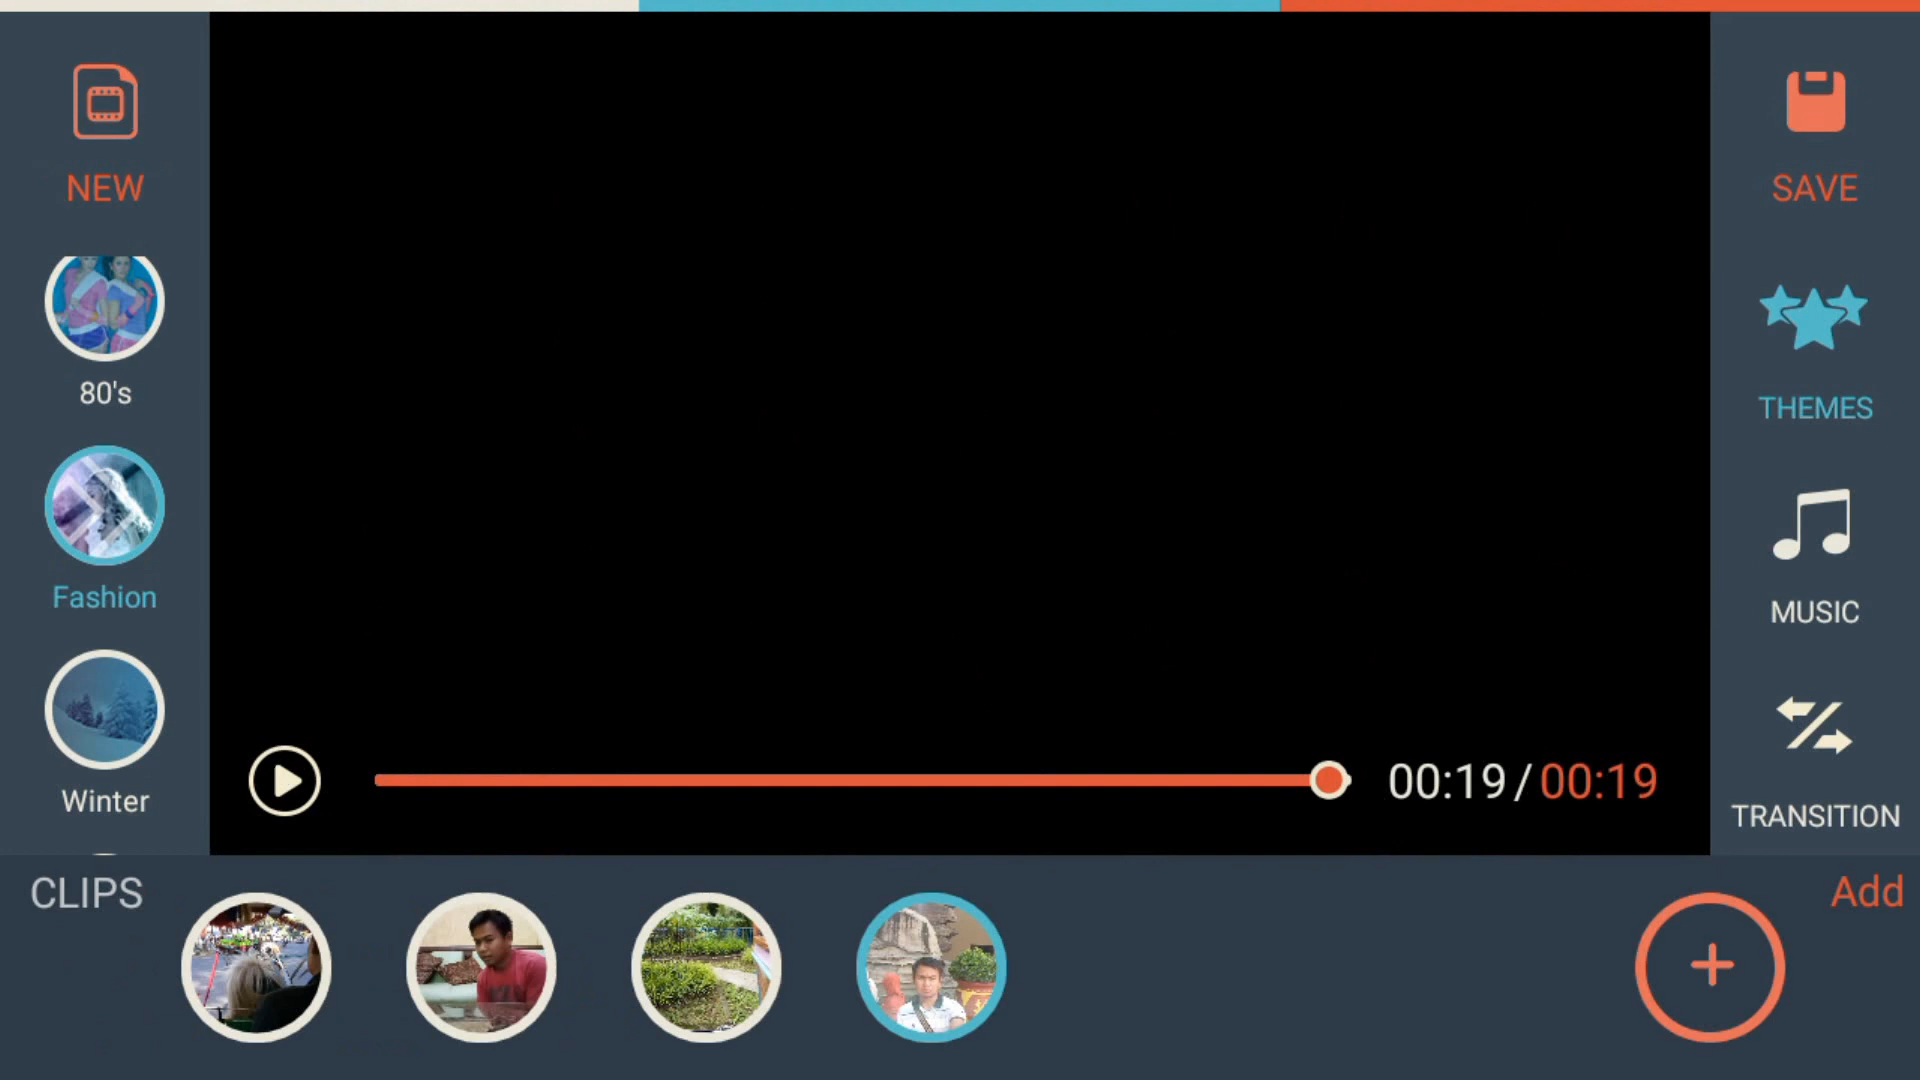 NEW
80's
Fashion
Winter
00:19/00:19
SAVE
THEMES
MUSIC
TRANSITION
CLIPS
Add